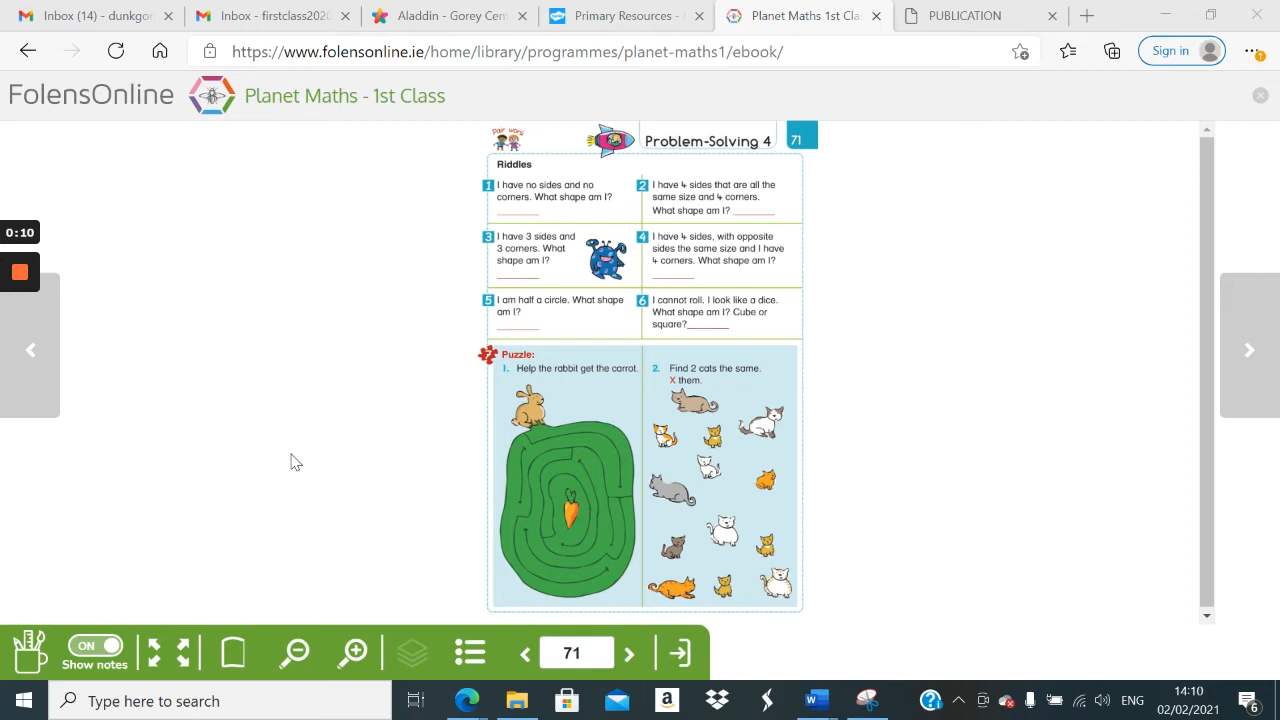 Inbox (14) - dunkgor
Inbox - firstclass2020
Aladdin - Gorey Cent
Primary Resources -
Planet Maths 1st Clas
PUBLICATION
https://www.folensonline.ie/home/library/programmes/planet-maths1/ebook/
Sign in
FolensOnline
Planet Maths - 1st Class
Pair Work
Problem-Solving 4
71
Riddles
1 I have no sides and no
corners. What shape am I?
2 I have 4 sides that are all the
same size and 4 corners.
What shape am I?
3 I have 3 sides and
3 corners. What
shape am I?
4 I have 4 sides, with opposite
sides the same size and I have
4 corners. What shape am I?
5 I am half a circle. What shape
am I?
6 I cannot roll. I look like a dice.
What shape am I? Cube or
square?
7 Puzzle:
1. Help the rabbit get the carrot.
2. Find 2 cats the same.
X them.
0:10
ON
Show notes
71
Type here to search
ENG
14:10
02/02/2021
6